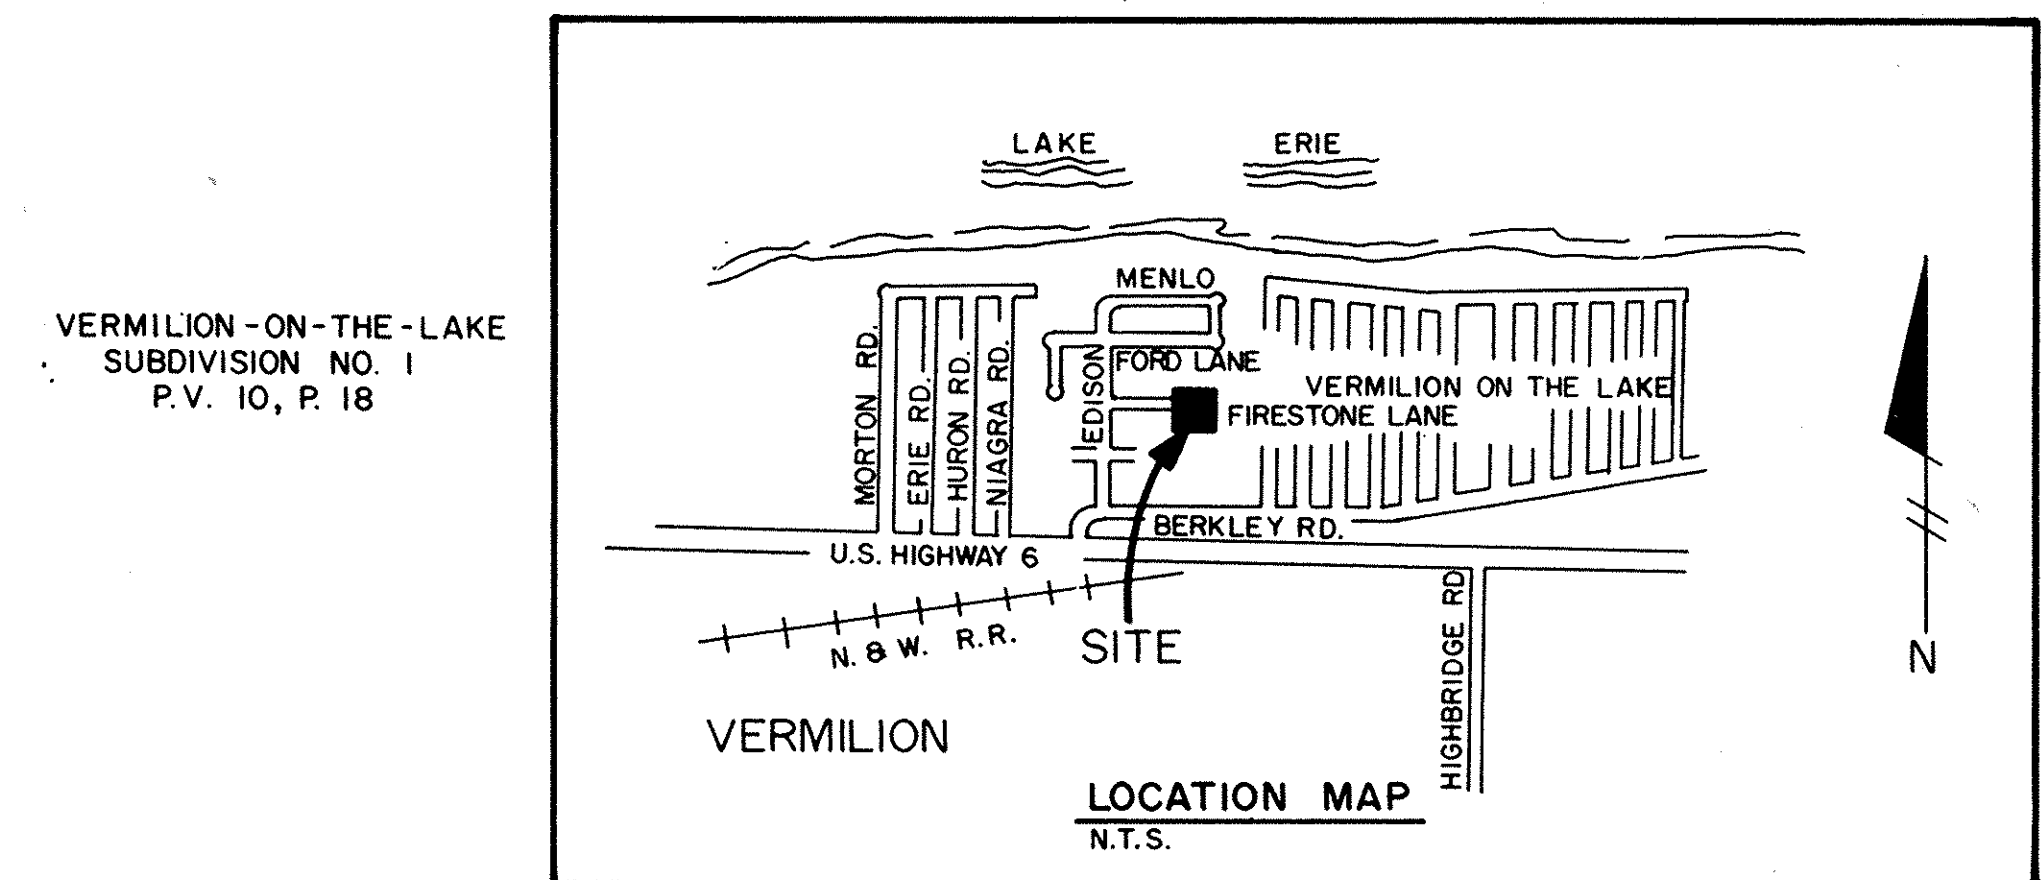 VERMILION-ON-THE-LAKE
SUBDIVISION NO. 1
P.V. 10, P. 18
LAKE ERIE
MENLO
FORD LANE
EDISON
VERMILION ON THE LAKE
FIRESTONE LANE
MORTON RD.
ERIE RD.
HURON RD.
NIAGRA RD.
BERKLEY RD.
U.S. HIGHWAY 6
N. & W. R.R.
SITE
HIGHBRIDGE RD
N
VERMILION
LOCATION MAP
N.T.S.